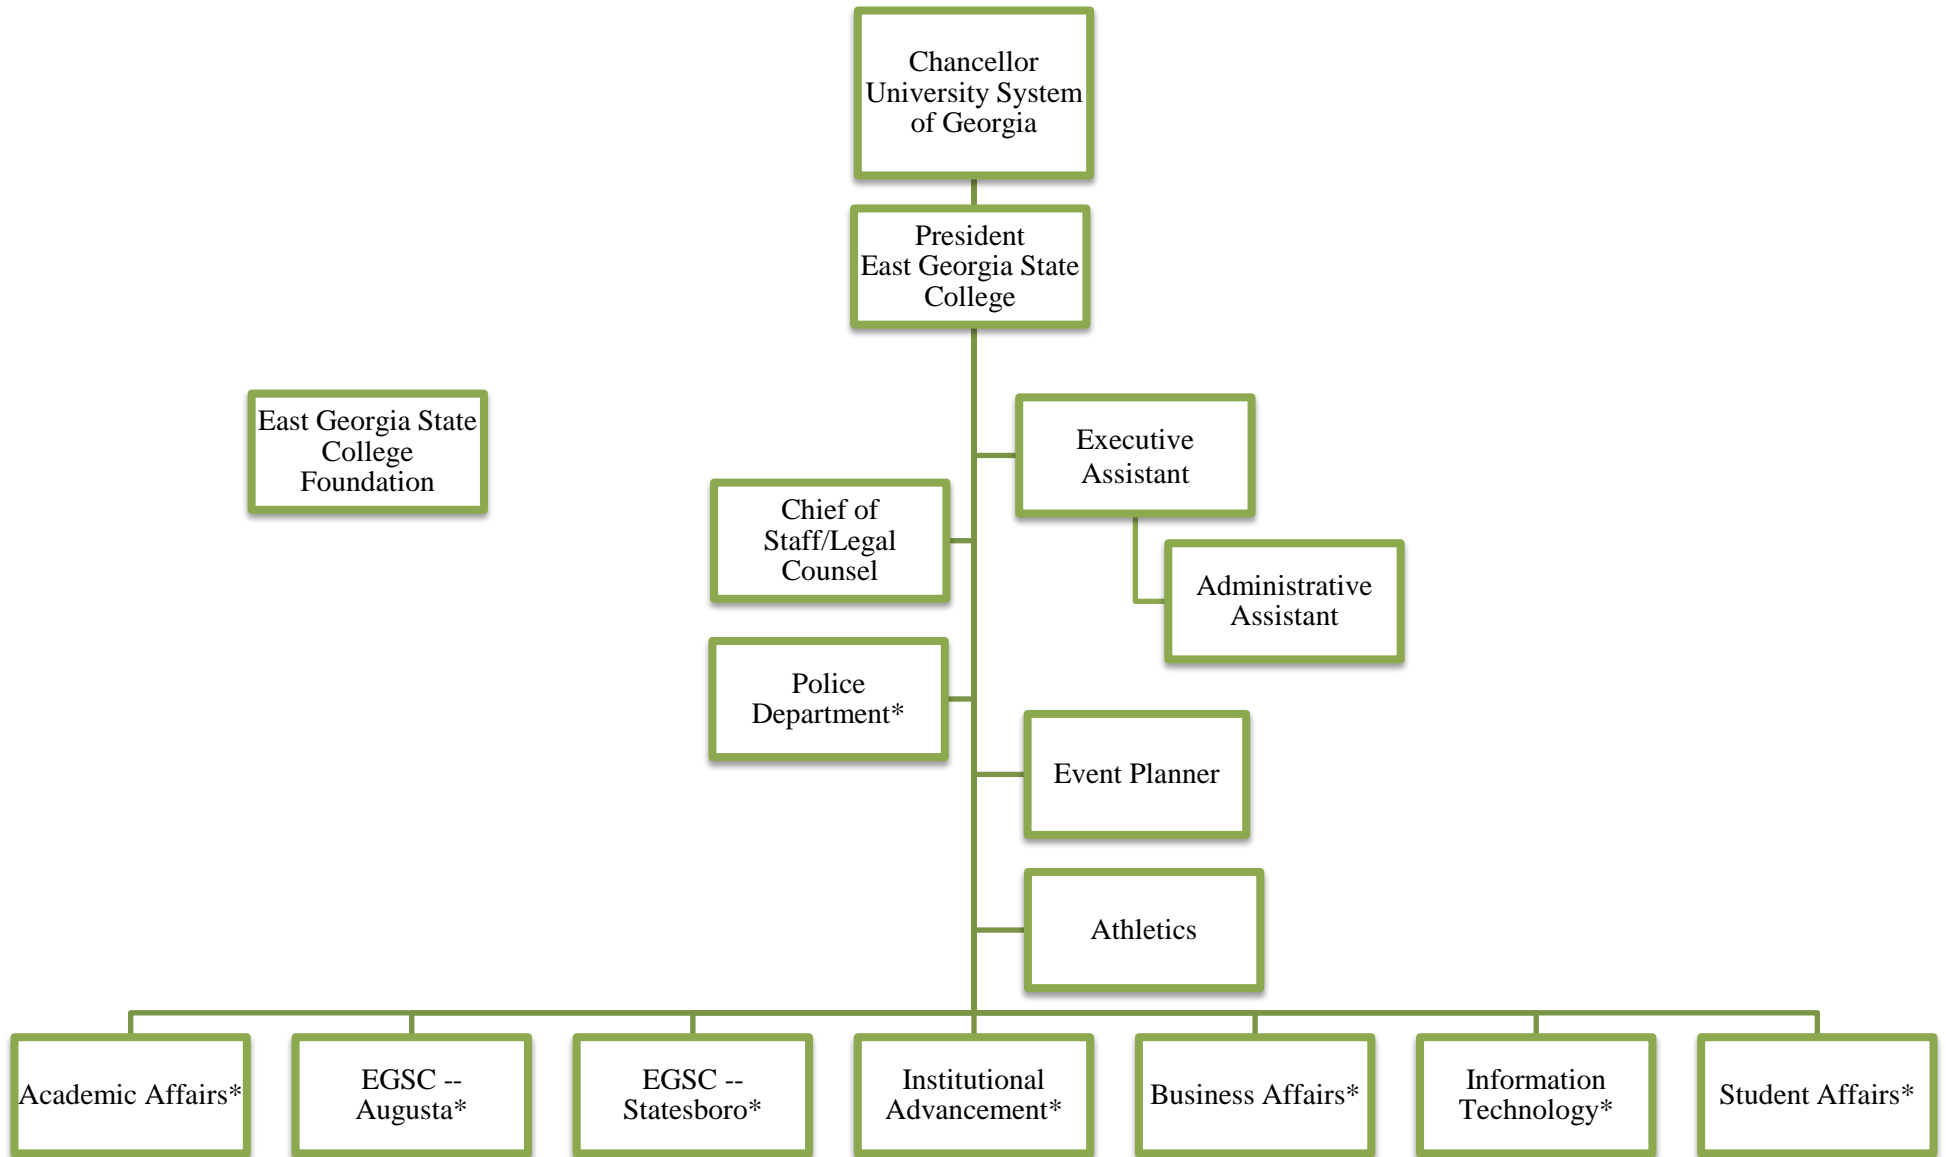 Chancellor
University System
of Georgia
President
East Georgia State
College
East Georgia State
College
Foundation
Executive
Assistant
Chief of
Staff/Legal
Counsel
Administrative
Assistant
Police
Department*
Event Planner
Athletics
Academic Affairs*
EGSC --
Augusta*
EGSC --
Statesboro*
Institutional
Advancement*
Business Affairs*
Information
Technology*
Student Affairs*